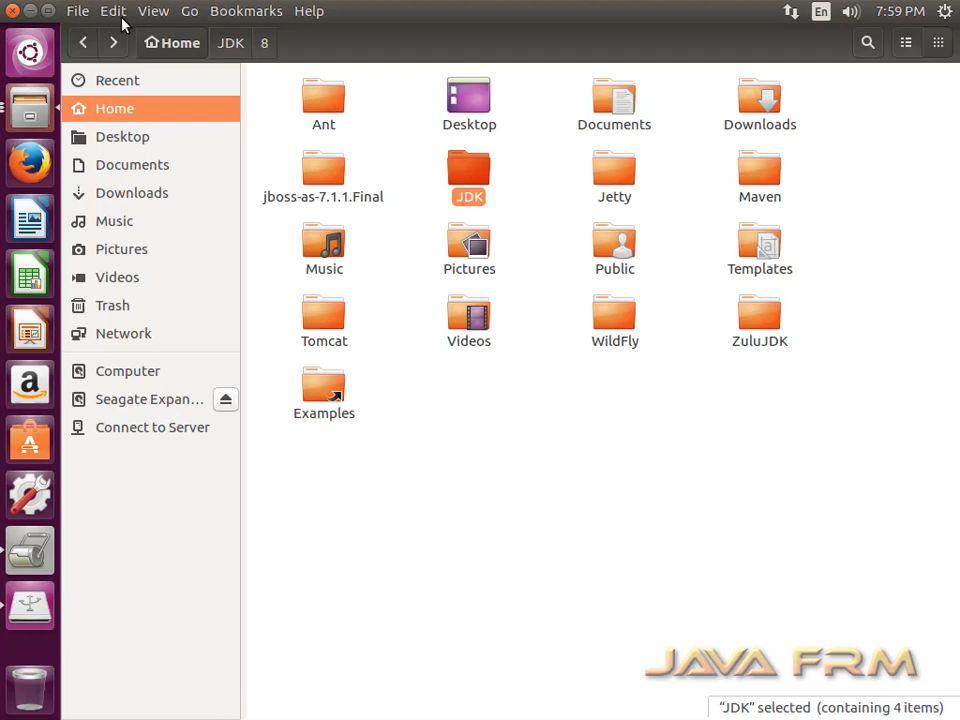 File Edit View Go Bookmarks Help En 7:59 PM
Home JDK 8
Recent
Home
Desktop
Documents
Downloads
Music
Pictures
Videos
Trash
Network
Computer
Seagate Expan...
Connect to Server
Ant Desktop Documents Downloads
jboss-as-7.1.1.Final JDK Jetty Maven
Music Pictures Public Templates
Tomcat Videos WildFly ZuluJDK
Examples
JAVA FRM
“JDK” selected (containing 4 items)